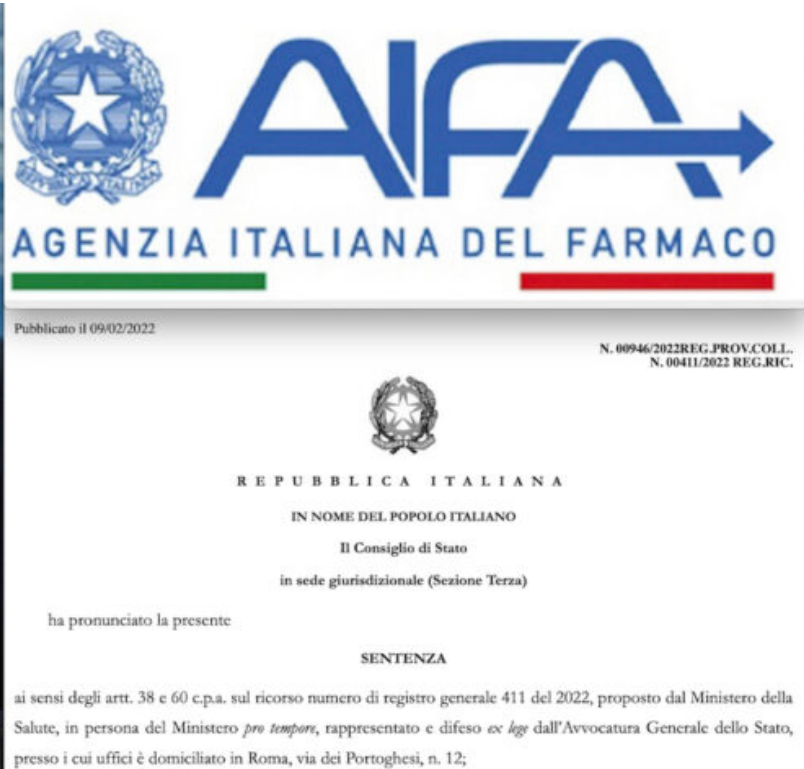 REPVBBLICA ITALIANA
AIFA
AGENZIA ITALIANA DEL FARMACO
Pubblicato il 09/02/2022
N. 00946/2022REG.PROV.COLL.
N. 00411/2022 REG.RIC.
REPUBBLICA ITALIANA
IN NOME DEL POPOLO ITALIANO
Il Consiglio di Stato
in sede giurisdizionale (Sezione Terza)
ha pronunciato la presente
SENTENZA
ai sensi degli artt. 38 e 60 c.p.a. sul ricorso numero di registro generale 411 del 2022, proposto dal Ministero della
Salute, in persona del Ministero pro tempore, rappresentato e difeso ex lege dall'Avvocatura Generale dello Stato,
presso i cui uffici è domiciliato in Roma, via dei Portoghesi, n. 12;